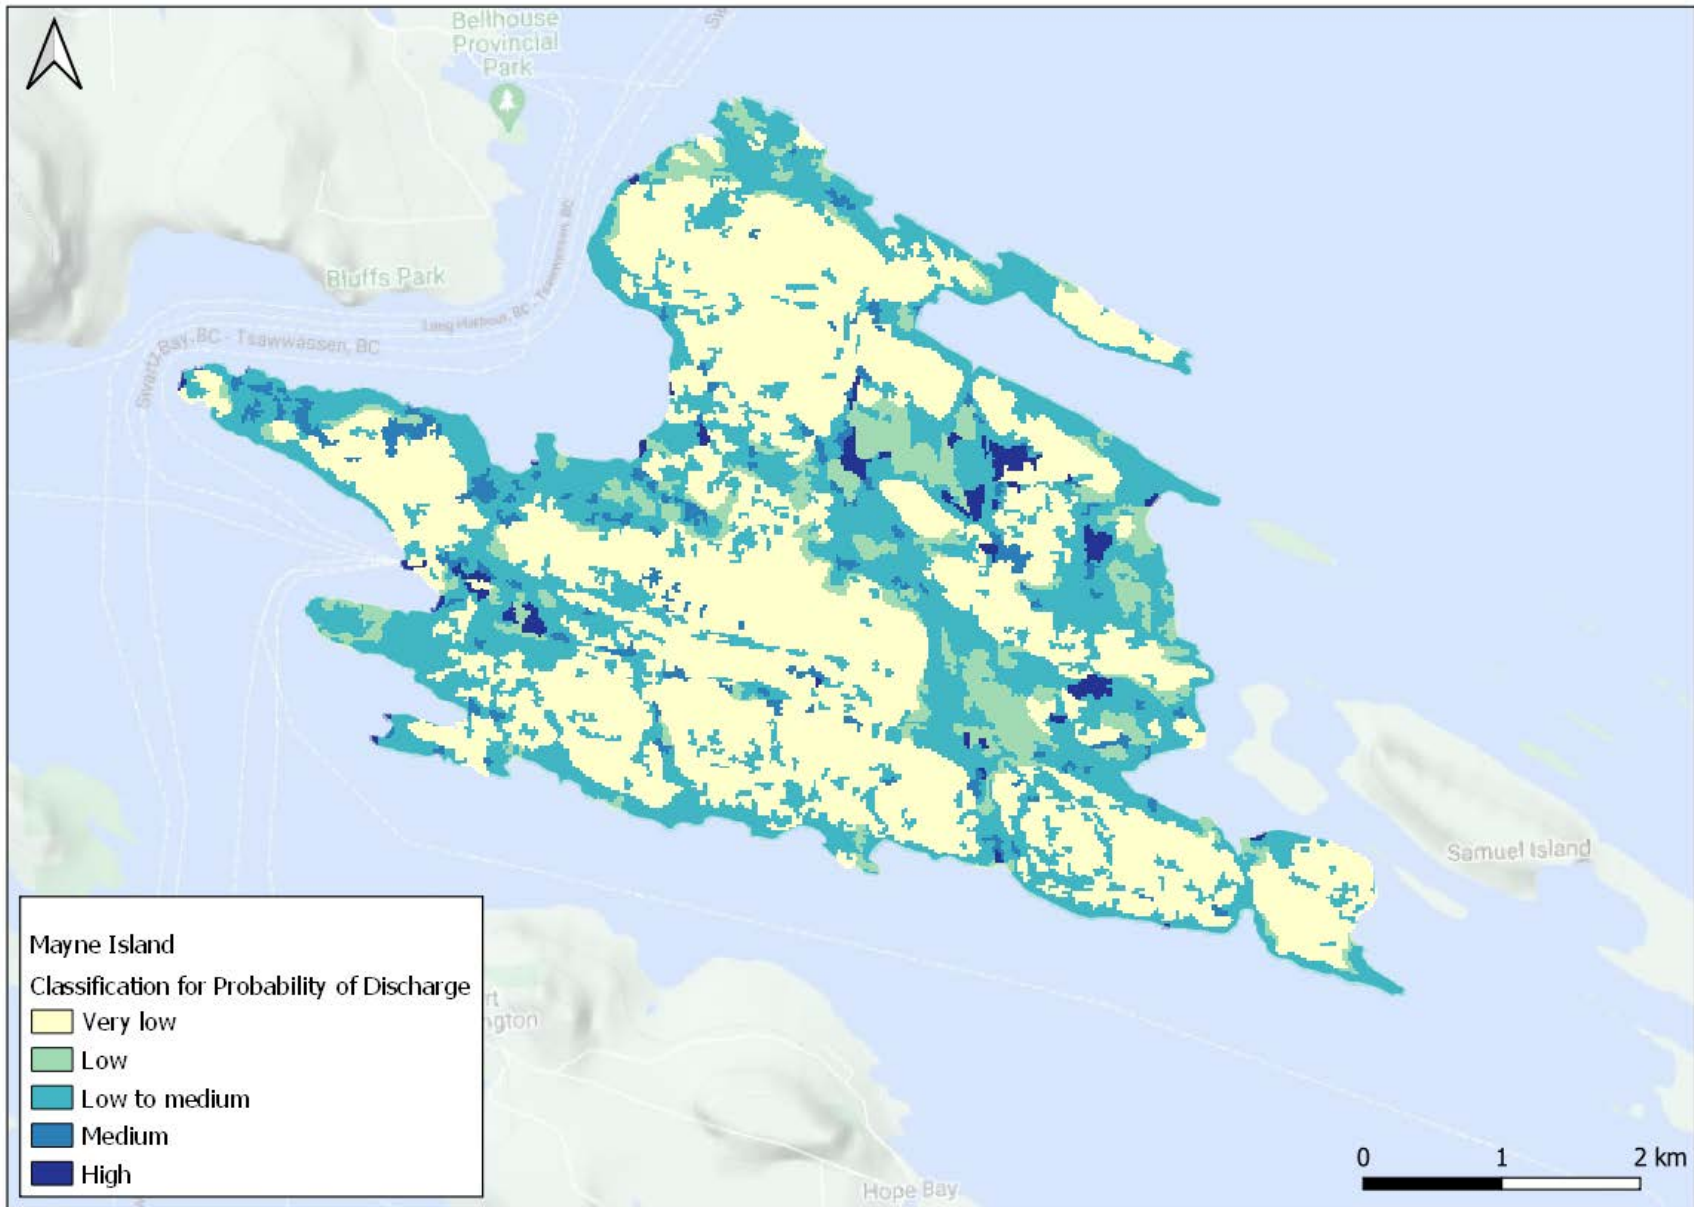 Bellhouse
Provincial
Park
Bluffs Park
Long Harbour, BC - Tsawwassen, BC
Swartz Bay, BC - Tsawwassen, BC
Samuel Island
Mayne Island
Classification for Probability of Discharge
Very low
Low
Low to medium
Medium
High
rt
ngton
Hope Bay
0 1 2 km